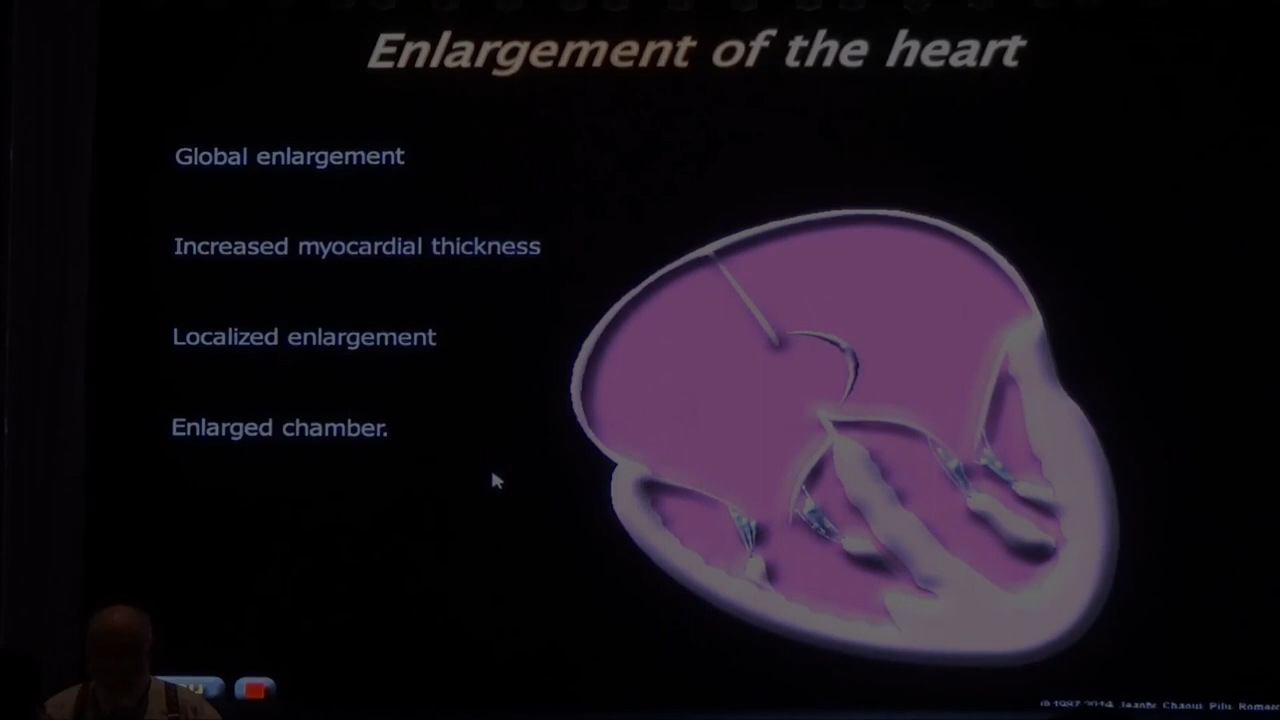 Enlargement of the heart
Global enlargement
Increased myocardial thickness
Localized enlargement
Enlarged chamber.